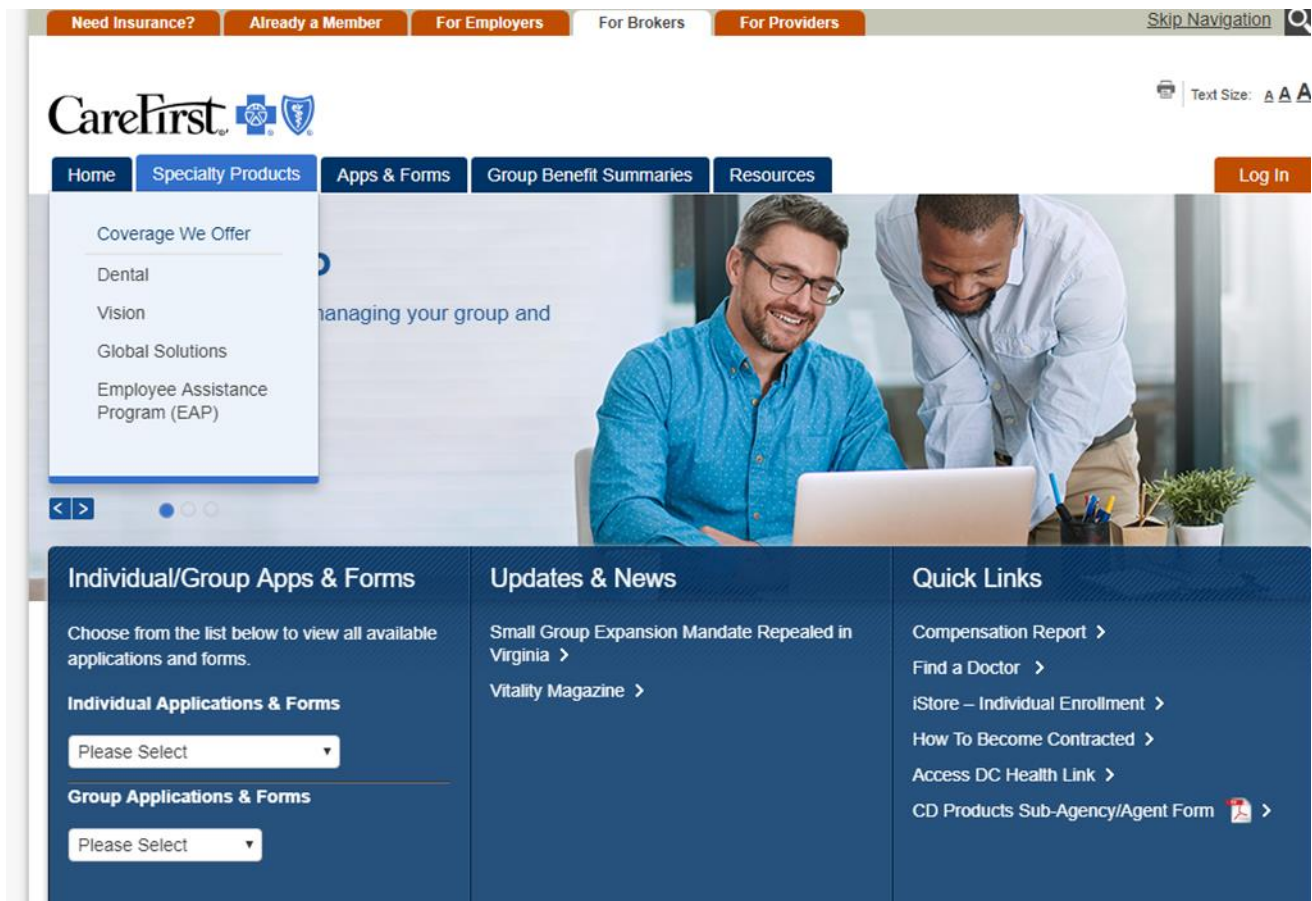 Need Insurance?
Already a Member
For Employers
For Brokers
For Providers
Skip Navigation
Text Size: A A A
CareFirst
Home
Specialty Products
Apps & Forms
Group Benefit Summaries
Resources
Log In
Coverage We Offer
Dental
Vision
Global Solutions
Employee Assistance
Program (EAP)
managing your group and
< >
Individual/Group Apps & Forms
Choose from the list below to view all available
applications and forms.
Individual Applications & Forms
Please Select
Group Applications & Forms
Please Select
Updates & News
Small Group Expansion Mandate Repealed in
Virginia >
Vitality Magazine >
Quick Links
Compensation Report >
Find a Doctor >
iStore – Individual Enrollment >
How To Become Contracted >
Access DC Health Link >
CD Products Sub-Agency/Agent Form >